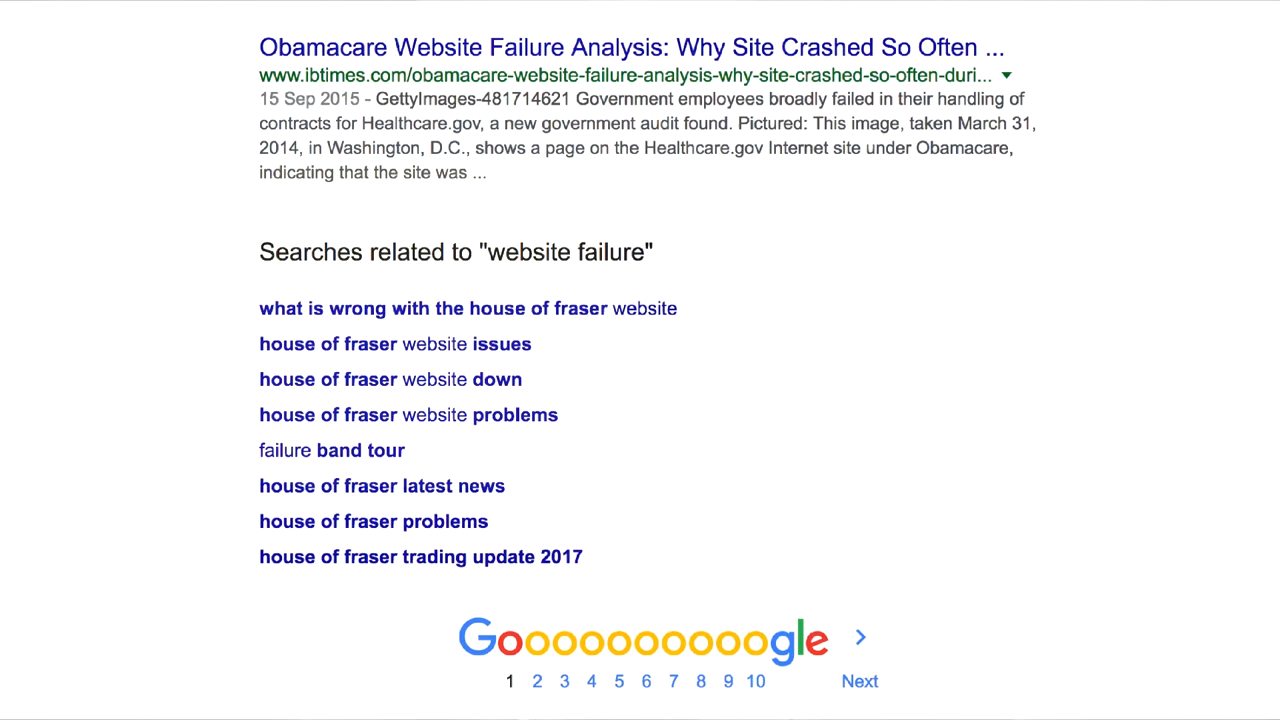 Obamacare Website Failure Analysis: Why Site Crashed So Often ...
www.ibtimes.com/obamacare-website-failure-analysis-why-site-crashed-so-often-duri...
15 Sep 2015 - GettyImages-481714621 Government employees broadly failed in their handling of
contracts for Healthcare.gov, a new government audit found. Pictured: This image, taken March 31,
2014, in Washington, D.C., shows a page on the Healthcare.gov Internet site under Obamacare,
indicating that the site was ...
Searches related to "website failure"
what is wrong with the house of fraser website
house of fraser website issues
house of fraser website down
house of fraser website problems
failure band tour
house of fraser latest news
house of fraser problems
house of fraser trading update 2017
Goooooooooogle >
1 2 3 4 5 6 7 8 9 10 Next